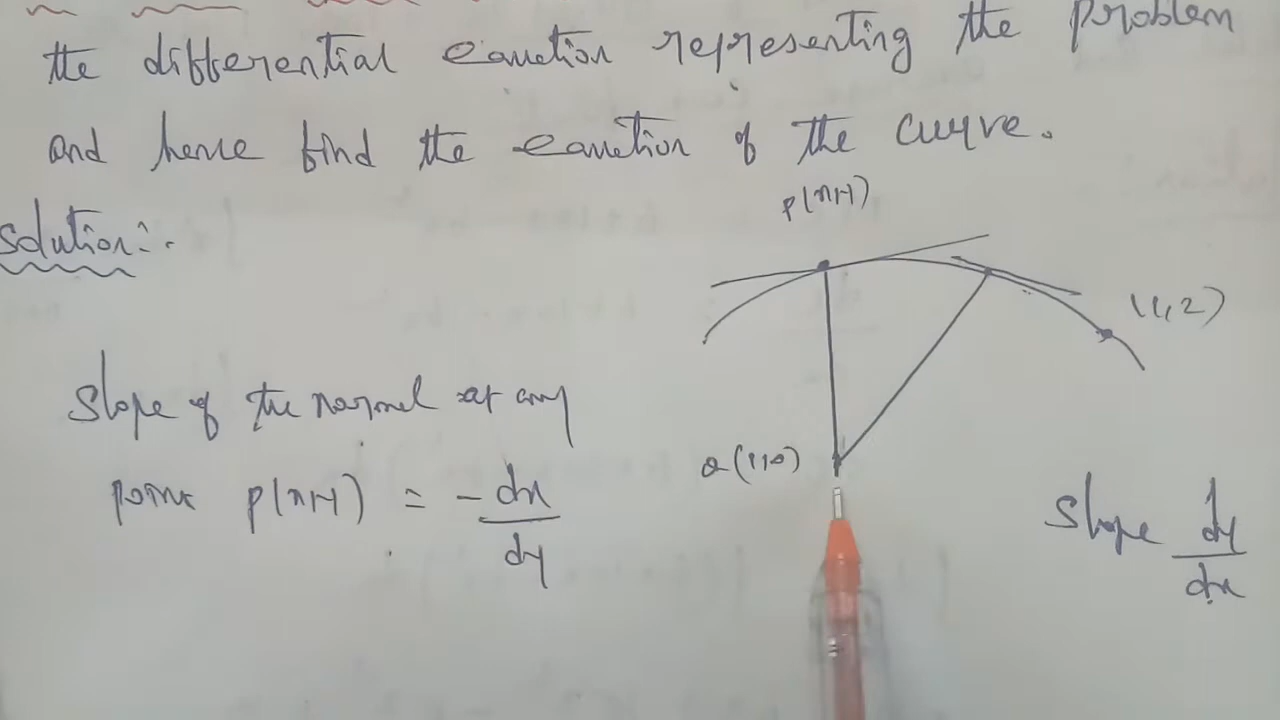 the differential equation representing the problem
and hence find the equation of the curve.
Solution:-
P(x,y)
(1,2)
Slope of the normal at any
point P(x,y) = -dx/dy
Q(1,0)
Slope dy/dx